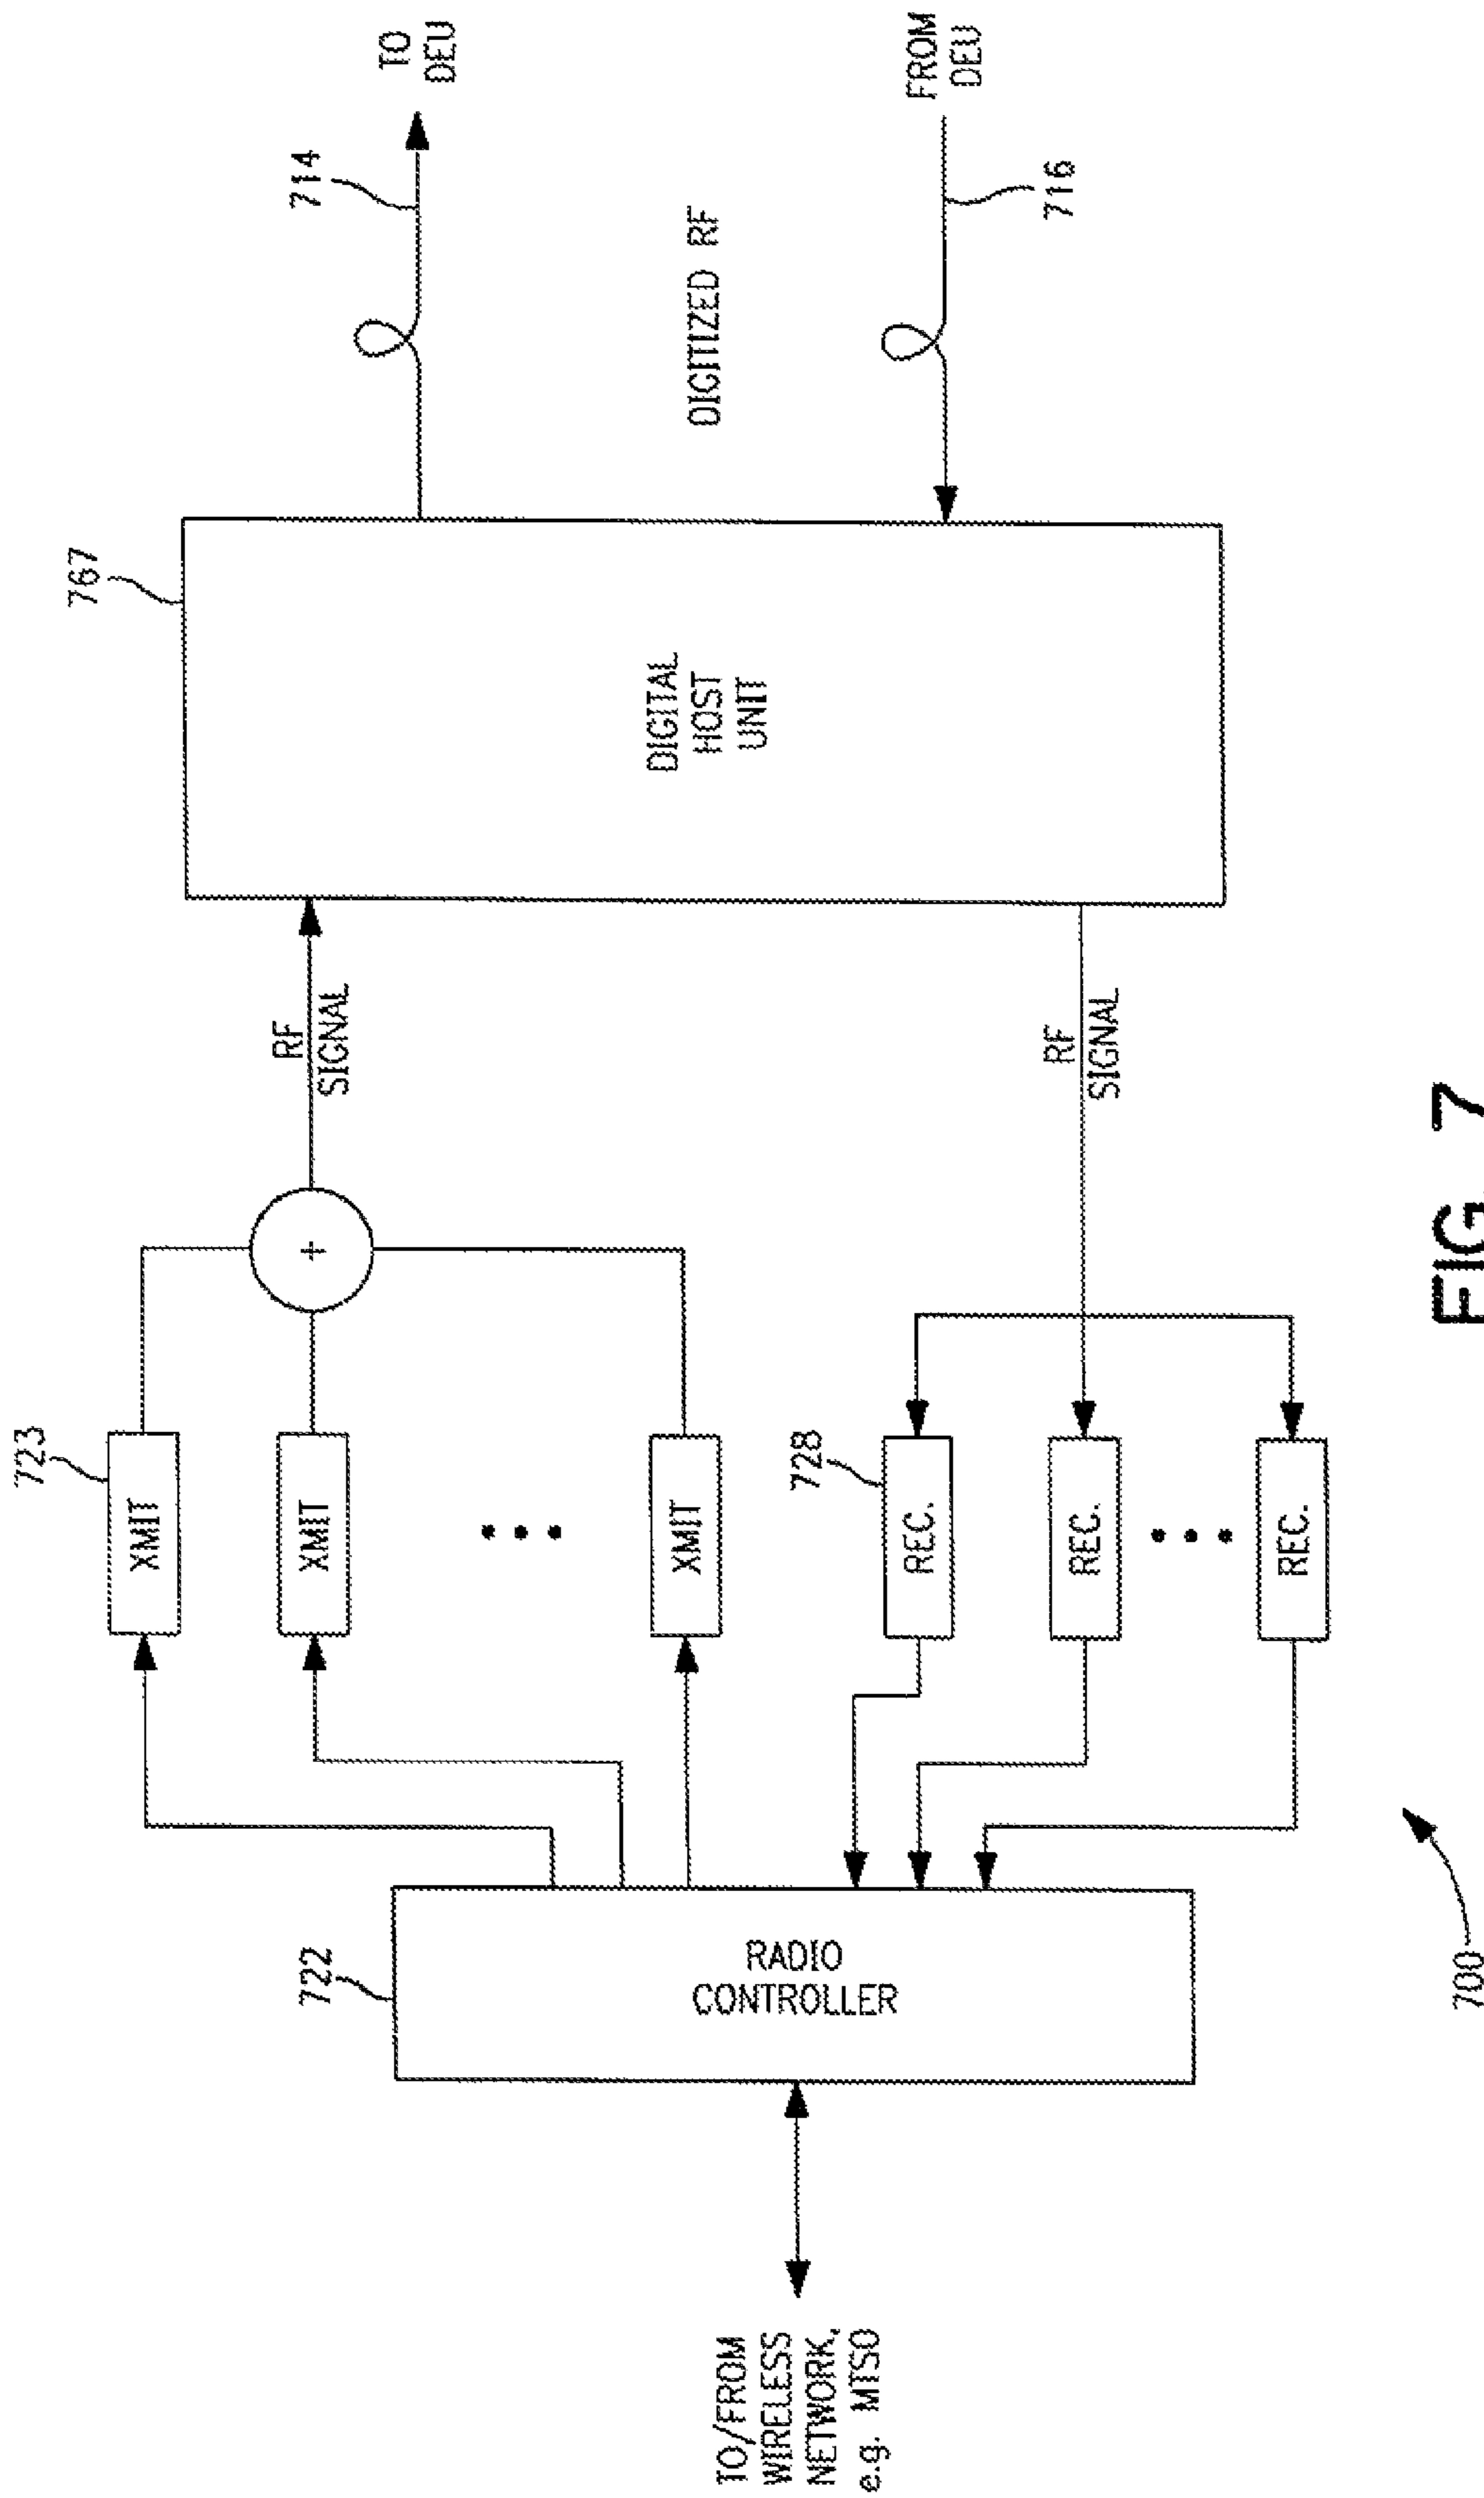 TO/FROM
WIRELESS
NETWORK,
e.g. MTSO
722
RADIO
CONTROLLER
723
XMIT
XMIT
XMIT
728
REC.
REC.
REC.
RF
SIGNAL
RF
SIGNAL
767
DIGITAL
HOST
UNIT
714
TO
DEU
DIGITIZED RF
FROM
DEU
716
700
FIG. 7